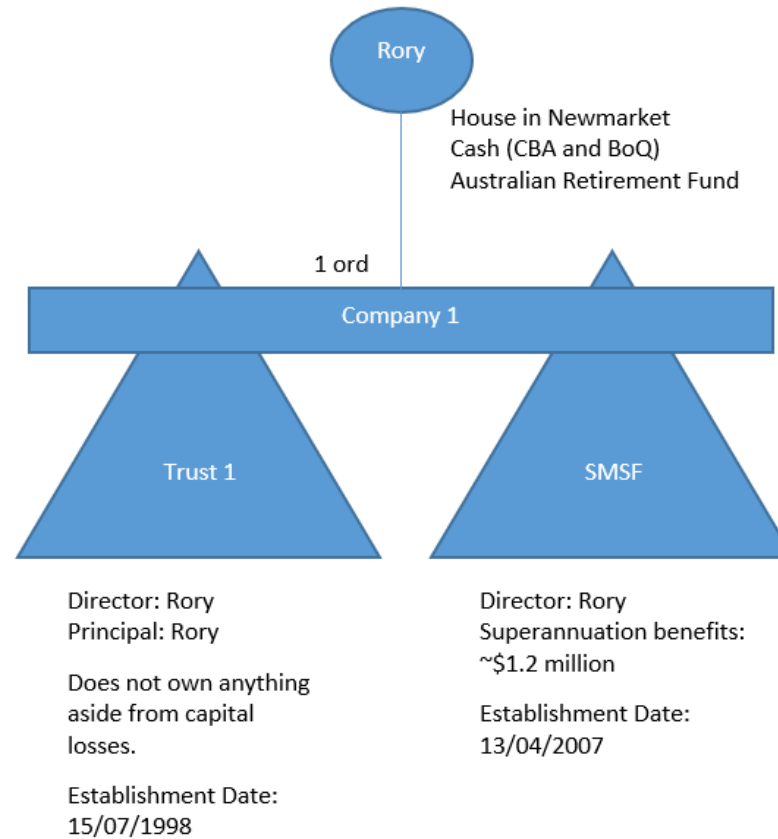 Rory
House in Newmarket
Cash (CBA and BoQ)
Australian Retirement Fund
1 ord
Company 1
Trust 1
SMSF
Director: Rory
Principal: Rory
Does not own anything
aside from capital
losses.
Establishment Date:
15/07/1998
Director: Rory
Superannuation benefits:
~$1.2 million
Establishment Date:
13/04/2007